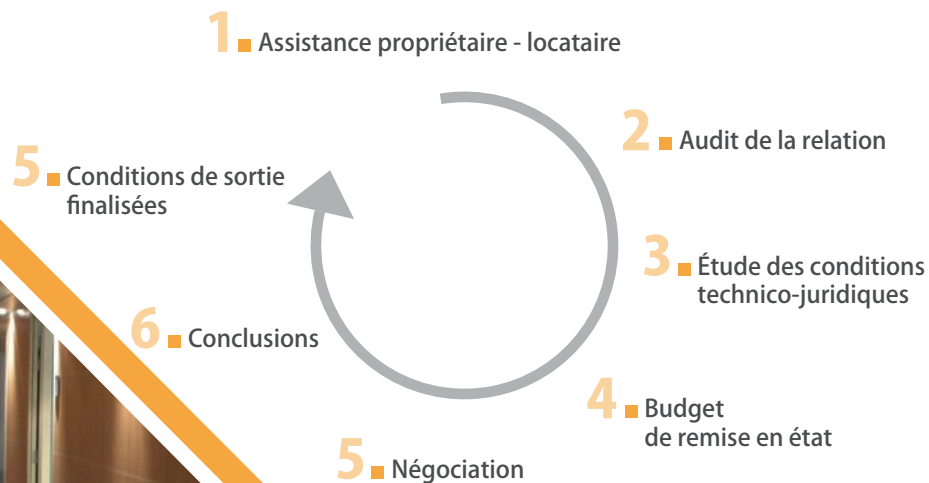 1 Assistance propriétaire - locataire
2 Audit de la relation
3 Étude des conditions
technico-juridiques
4 Budget
de remise en état
5 Négociation
6 Conclusions
5 Conditions de sortie
finalisées